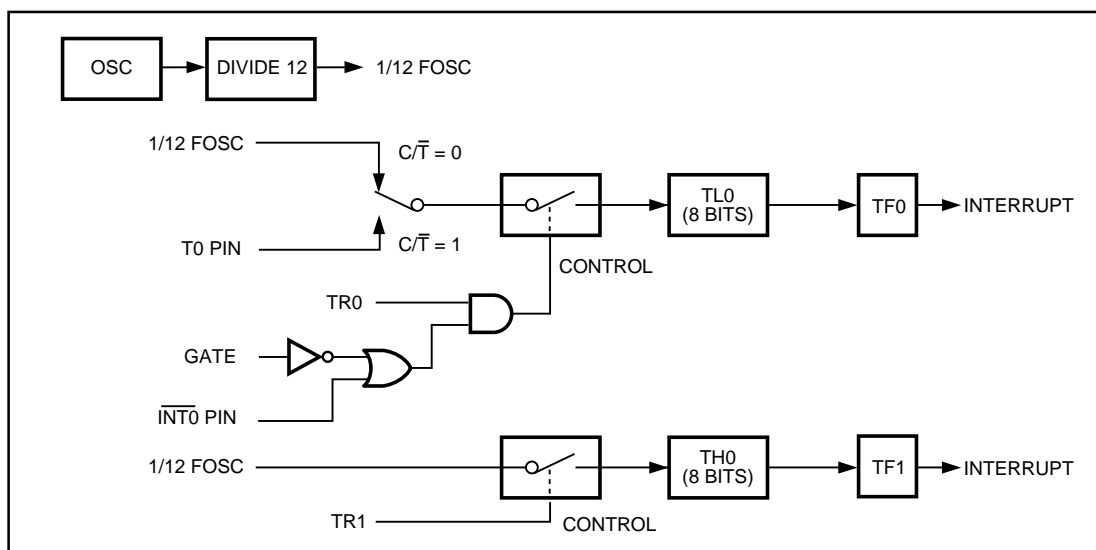 OSC
DIVIDE 12
1/12 FOSC
1/12 FOSC
C/T̅ = 0
T0 PIN
C/T̅ = 1
TL0
(8 BITS)
TF0
INTERRUPT
CONTROL
TR0
GATE
I̅N̅T̅0̅ PIN
1/12 FOSC
TH0
(8 BITS)
TF1
INTERRUPT
TR1
CONTROL